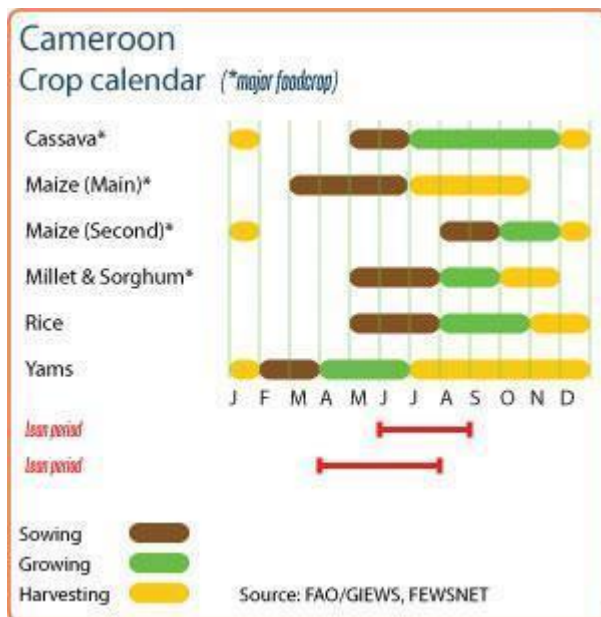 Cameroon
Crop calendar (*major foodcrop)
Cassava*
Maize (Main)*
Maize (Second)*
Millet & Sorghum*
Rice
Yams
J F M A M J J A S O N D
Lean period
Lean period
Sowing
Growing
Harvesting
Source: FAO/GIEWS, FEWSNET